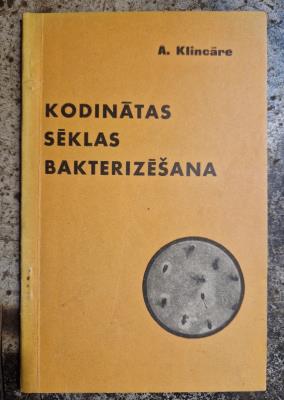 A. Klincāre
KODINĀTAS
SĒKLAS
BAKTERIZĒŠANA